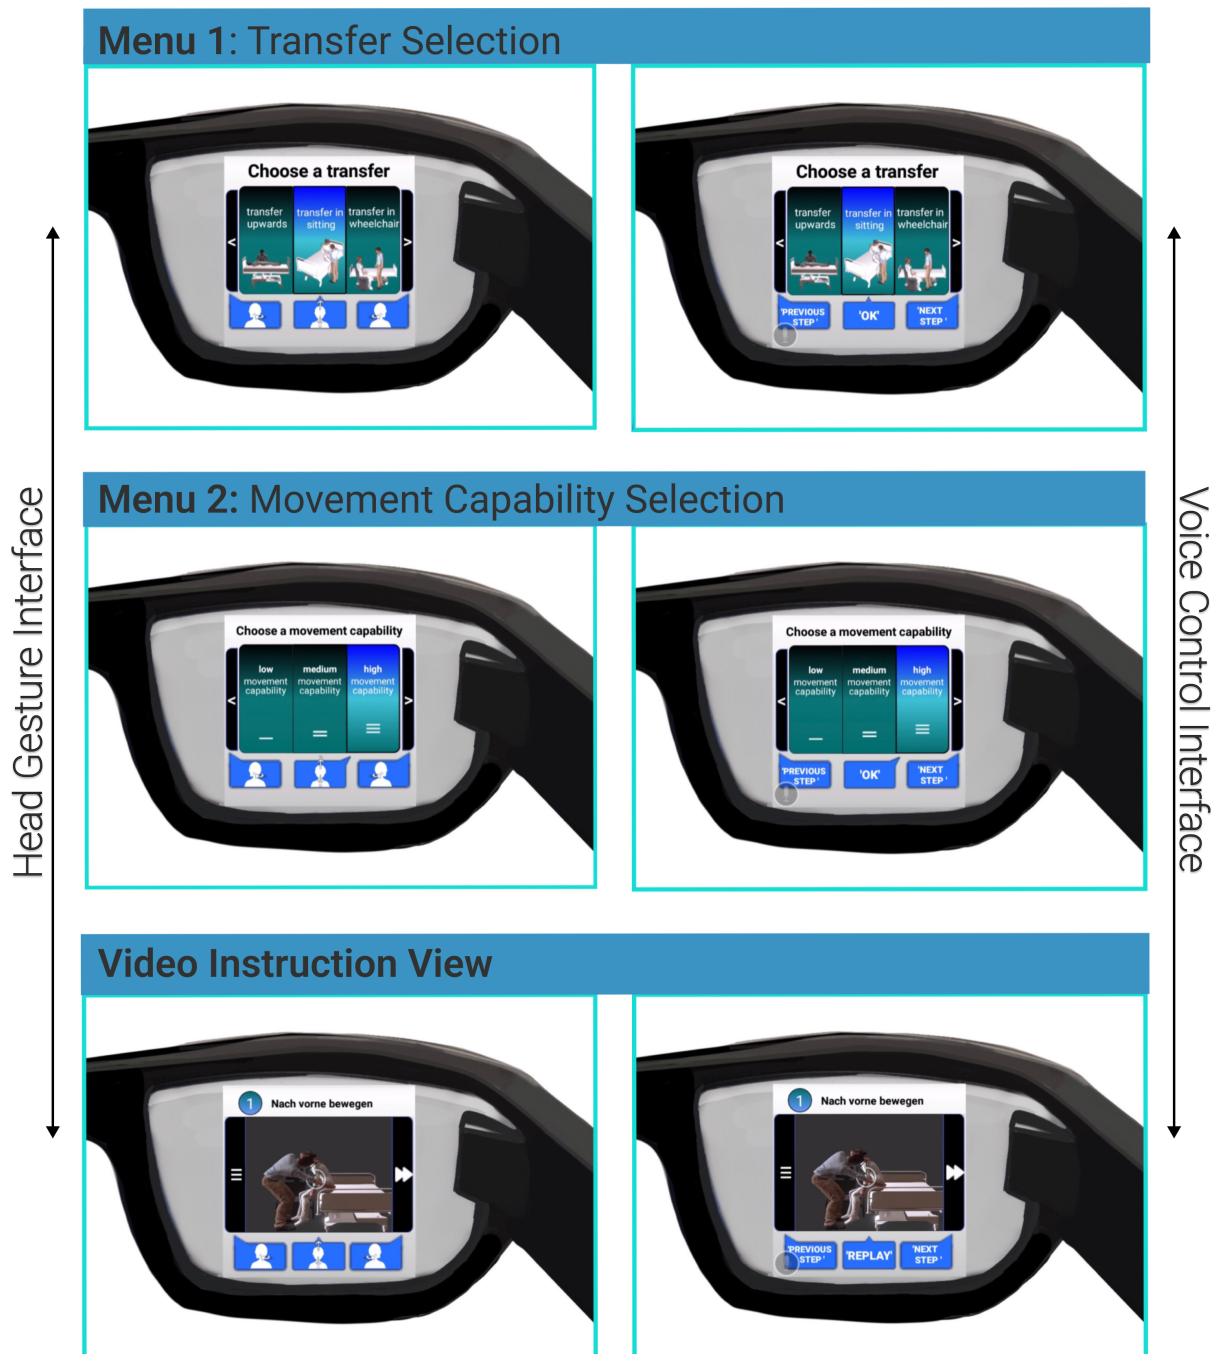 Menu 1: Transfer Selection
Choose a transfer
transfer upwards
transfer in sitting
transfer in wheelchair
<
>
Choose a transfer
transfer upwards
transfer in sitting
transfer in wheelchair
<
>
'PREVIOUS STEP '
'OK'
'NEXT STEP '
Head Gesture Interface
Voice Control Interface
Menu 2: Movement Capability Selection
Choose a movement capability
low movement capability
medium movement capability
high movement capability
<
>
Choose a movement capability
low movement capability
medium movement capability
high movement capability
<
>
'PREVIOUS STEP '
'OK'
'NEXT STEP '
Video Instruction View
1 Nach vorne bewegen
1 Nach vorne bewegen
'PREVIOUS STEP '
'REPLAY'
'NEXT STEP '